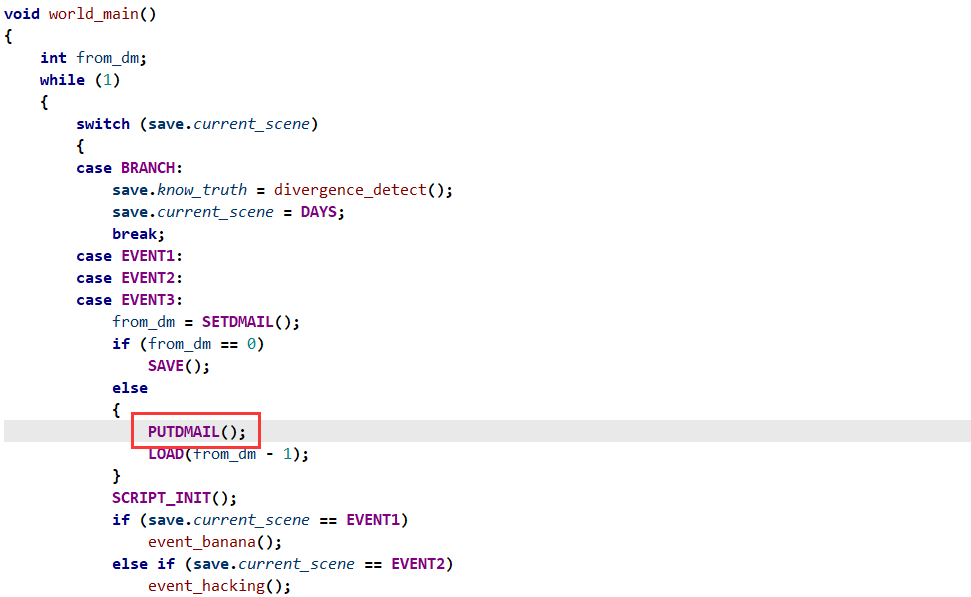 void world_main()
{
    int from_dm;
    while (1)
    {
        switch (save.current_scene)
        {
        case BRANCH:
            save.know_truth = divergence_detect();
            save.current_scene = DAYS;
            break;
        case EVENT1:
        case EVENT2:
        case EVENT3:
            from_dm = SETDMAIL();
            if (from_dm == 0)
                SAVE();
            else
            {
                PUTDMAIL();
                LOAD(from_dm - 1);
            }
            SCRIPT_INIT();
            if (save.current_scene == EVENT1)
                event_banana();
            else if (save.current_scene == EVENT2)
                event_hacking();